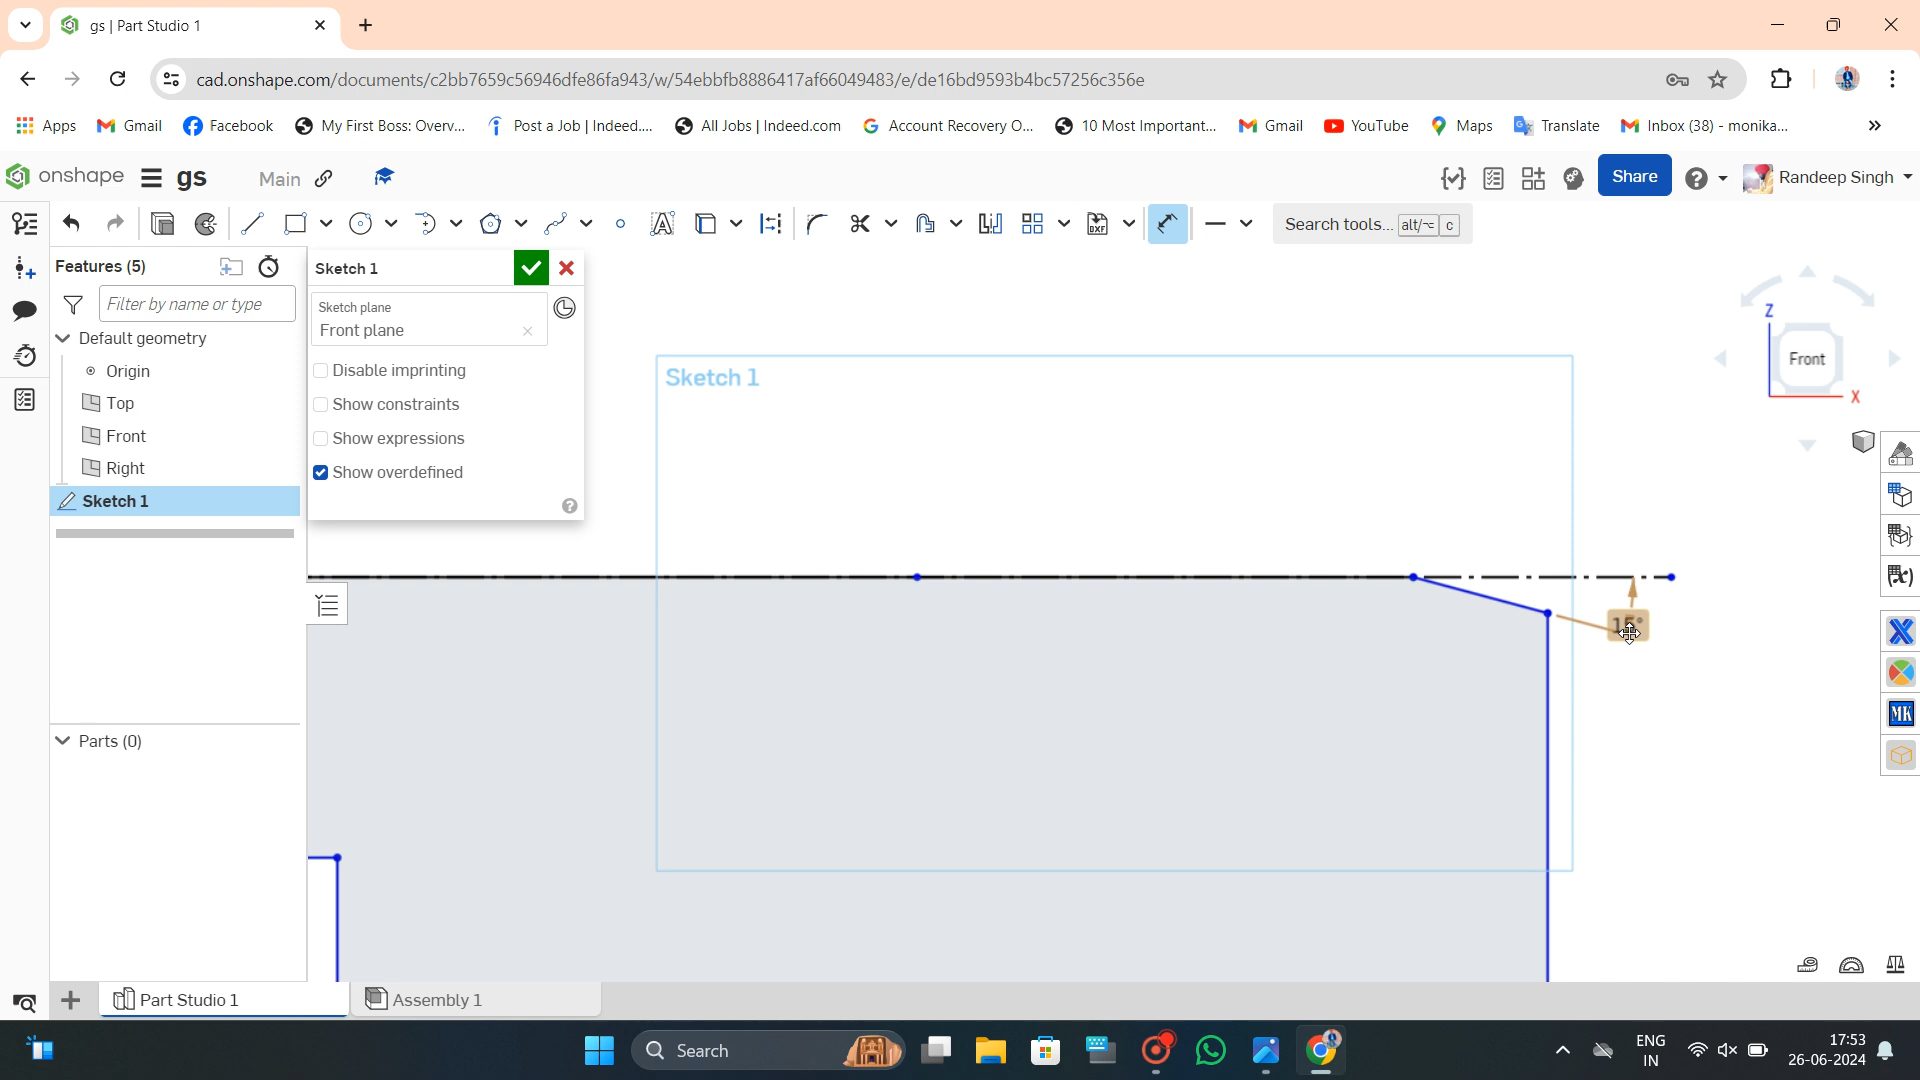 gs | Part Studio 1
cad.onshape.com/documents/c2bb7659c56946dfe86fa943/w/54ebbfb8886417af66049483/e/de16bd9593b4bc57256c356e
Apps
Gmail
Facebook
My First Boss: Overv...
Post a Job | Indeed....
All Jobs | Indeed.com
Account Recovery O...
10 Most Important...
Gmail
YouTube
Maps
Translate
Inbox (38) - monika...
onshape
gs
Main
Share
Randeep Singh
Search tools... alt/⌥ c
Features (5)
Filter by name or type
Default geometry
Origin
Top
Front
Right
Sketch 1
Parts (0)
Sketch 1
Sketch plane
Front plane
Disable imprinting
Show constraints
Show expressions
Show overdefined
Sketch 1
15°
Z
Front
X
MK
Part Studio 1
Assembly 1
Search
ENG
IN
17:53
26-06-2024